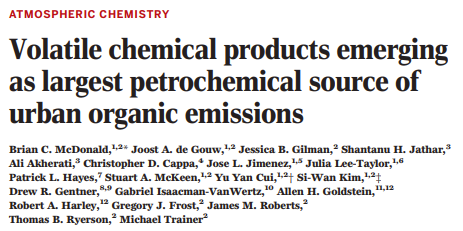 ATMOSPHERIC CHEMISTRY
Volatile chemical products emerging
as largest petrochemical source of
urban organic emissions
Brian C. McDonald,1,2* Joost A. de Gouw,1,2 Jessica B. Gilman,2 Shantanu H. Jathar,3
Ali Akherati,3 Christopher D. Cappa,4 Jose L. Jimenez,1,5 Julia Lee-Taylor,1,6
Patrick L. Hayes,7 Stuart A. McKeen,1,2 Yu Yan Cui,1,2† Si-Wan Kim,1,2‡
Drew R. Gentner,8,9 Gabriel Isaacman-VanWertz,10 Allen H. Goldstein,11,12
Robert A. Harley,12 Gregory J. Frost,2 James M. Roberts,2
Thomas B. Ryerson,2 Michael Trainer2